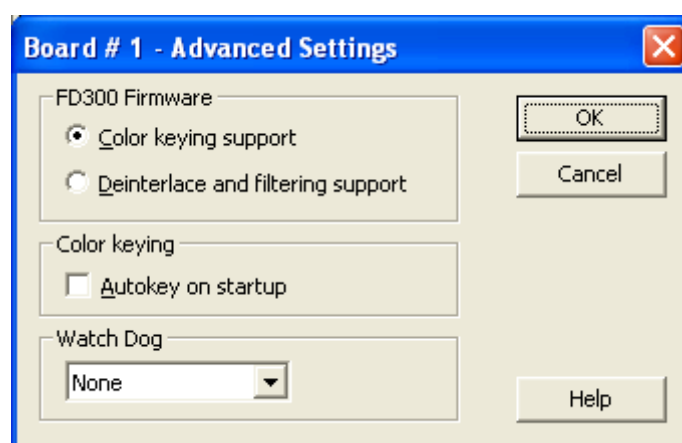 Board # 1 - Advanced Settings
FD300 Firmware
Color keying support
Deinterlace and filtering support
OK
Cancel
Color keying
Autokey on startup
Watch Dog
None
Help